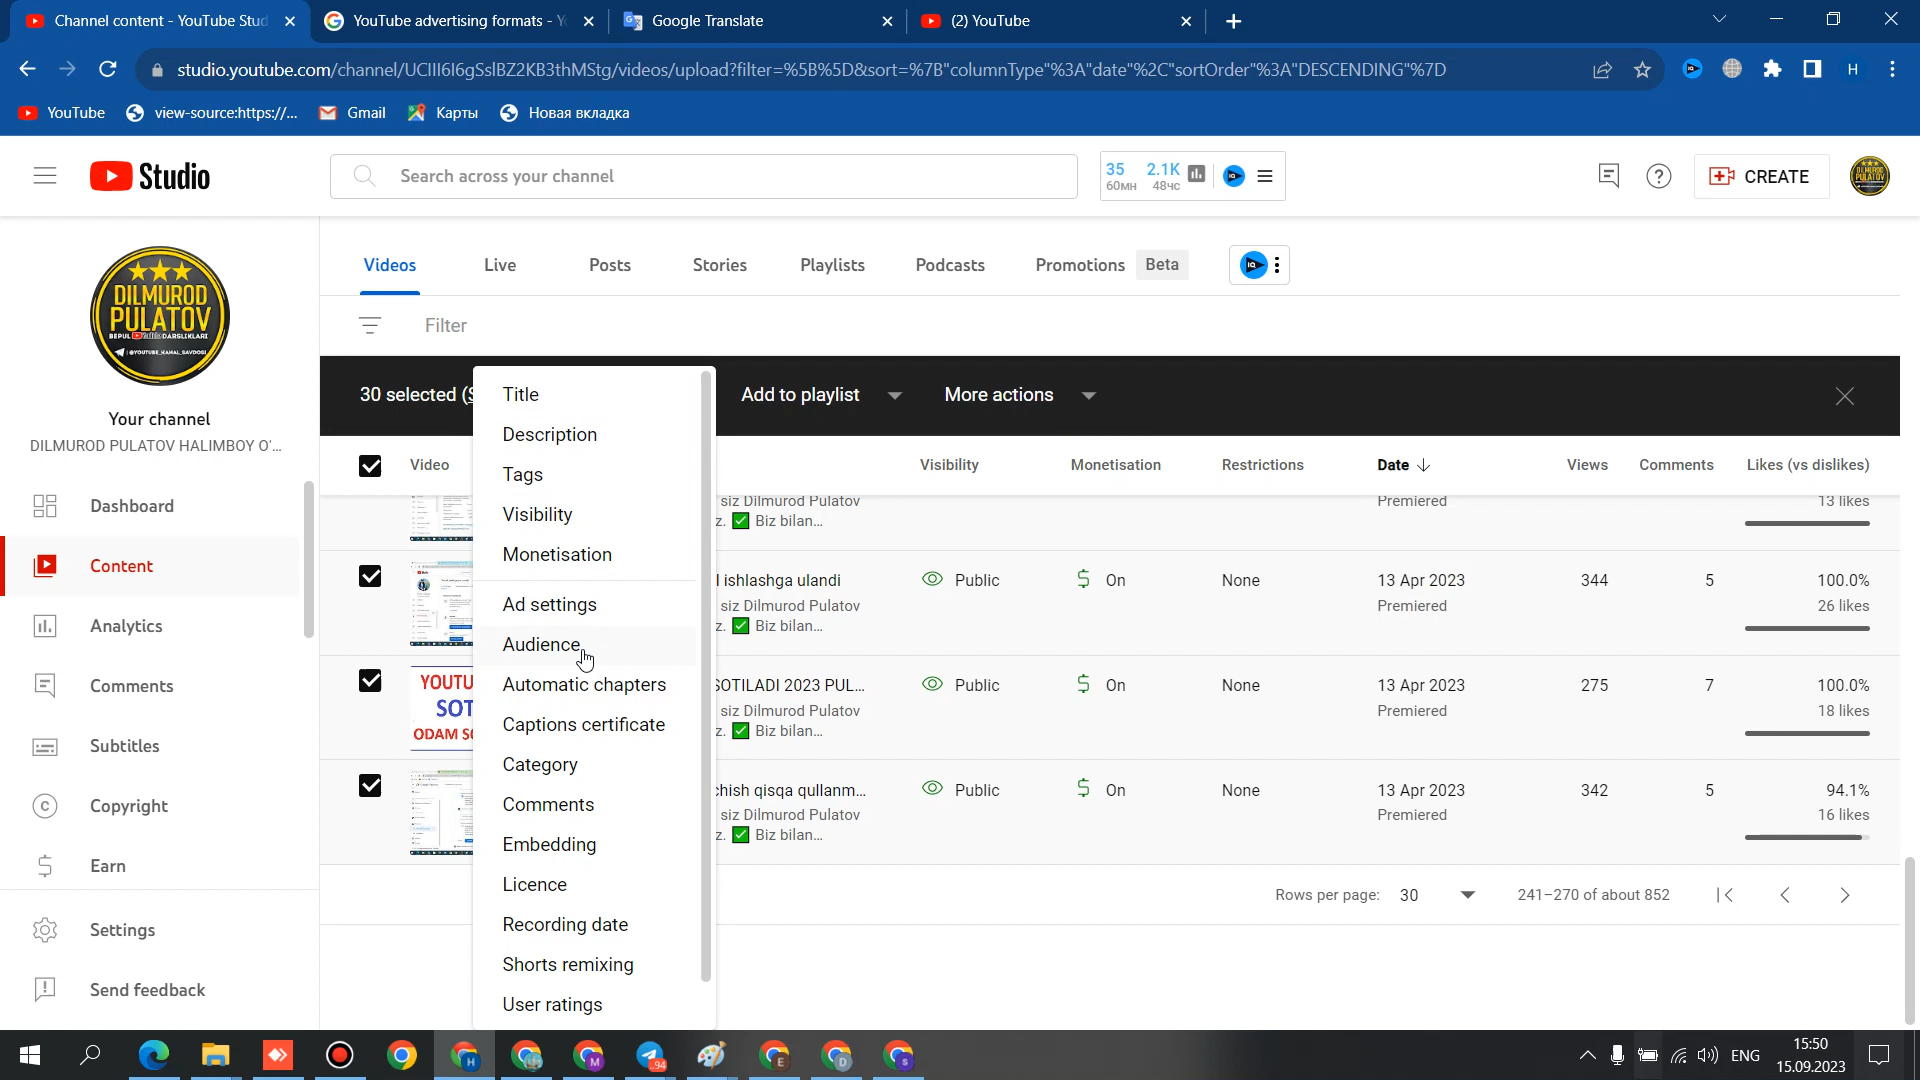 Channel content - YouTube Stud
YouTube advertising formats - Y
Google Translate
(2) YouTube
studio.youtube.com/channel/UCIII6I6gSslBZ2KB3thMStg/videos/upload?filter=%5B%5D&sort=%7B"columnType"%3A"date"%2C"sortOrder"%3A"DESCENDING"%7D
H
YouTube
view-source:https://...
Gmail
Карты
Новая вкладка
Studio
Search across your channel
35 2.1K
60мн 48чс
CREATE
DILMUROD
PULATOV
BEPUL YouTube DARSLIKLARI
@YOUTUBE_KANAL_SAVDOSI
Your channel
DILMUROD PULATOV HALIMBOY O'...
Dashboard
Content
Analytics
Comments
Subtitles
Copyright
Earn
Settings
Send feedback
Videos
Live
Posts
Stories
Playlists
Podcasts
Promotions
Beta
Filter
30 selected (S
Add to playlist
More actions
Title
Description
Tags
Visibility
Monetisation
Ad settings
Audience
Automatic chapters
Captions certificate
Category
Comments
Embedding
Licence
Recording date
Shorts remixing
User ratings
Video
Visibility
Monetisation
Restrictions
Date
Views
Comments
Likes (vs dislikes)
siz Dilmurod Pulatov
z. ✅ Biz bilan...
Premiered
13 likes
l ishlashga ulandi
siz Dilmurod Pulatov
z. ✅ Biz bilan...
Public
On
None
13 Apr 2023
Premiered
344
5
100.0%
26 likes
YOUTU
SOT
ODAM S
SOTILADI 2023 PUL...
siz Dilmurod Pulatov
z. ✅ Biz bilan...
Public
On
None
13 Apr 2023
Premiered
275
7
100.0%
18 likes
chish qisqa qullanm...
siz Dilmurod Pulatov
z. ✅ Biz bilan...
Public
On
None
13 Apr 2023
Premiered
342
5
94.1%
16 likes
Rows per page: 30
241–270 of about 852
94
ENG
15:50
15.09.2023